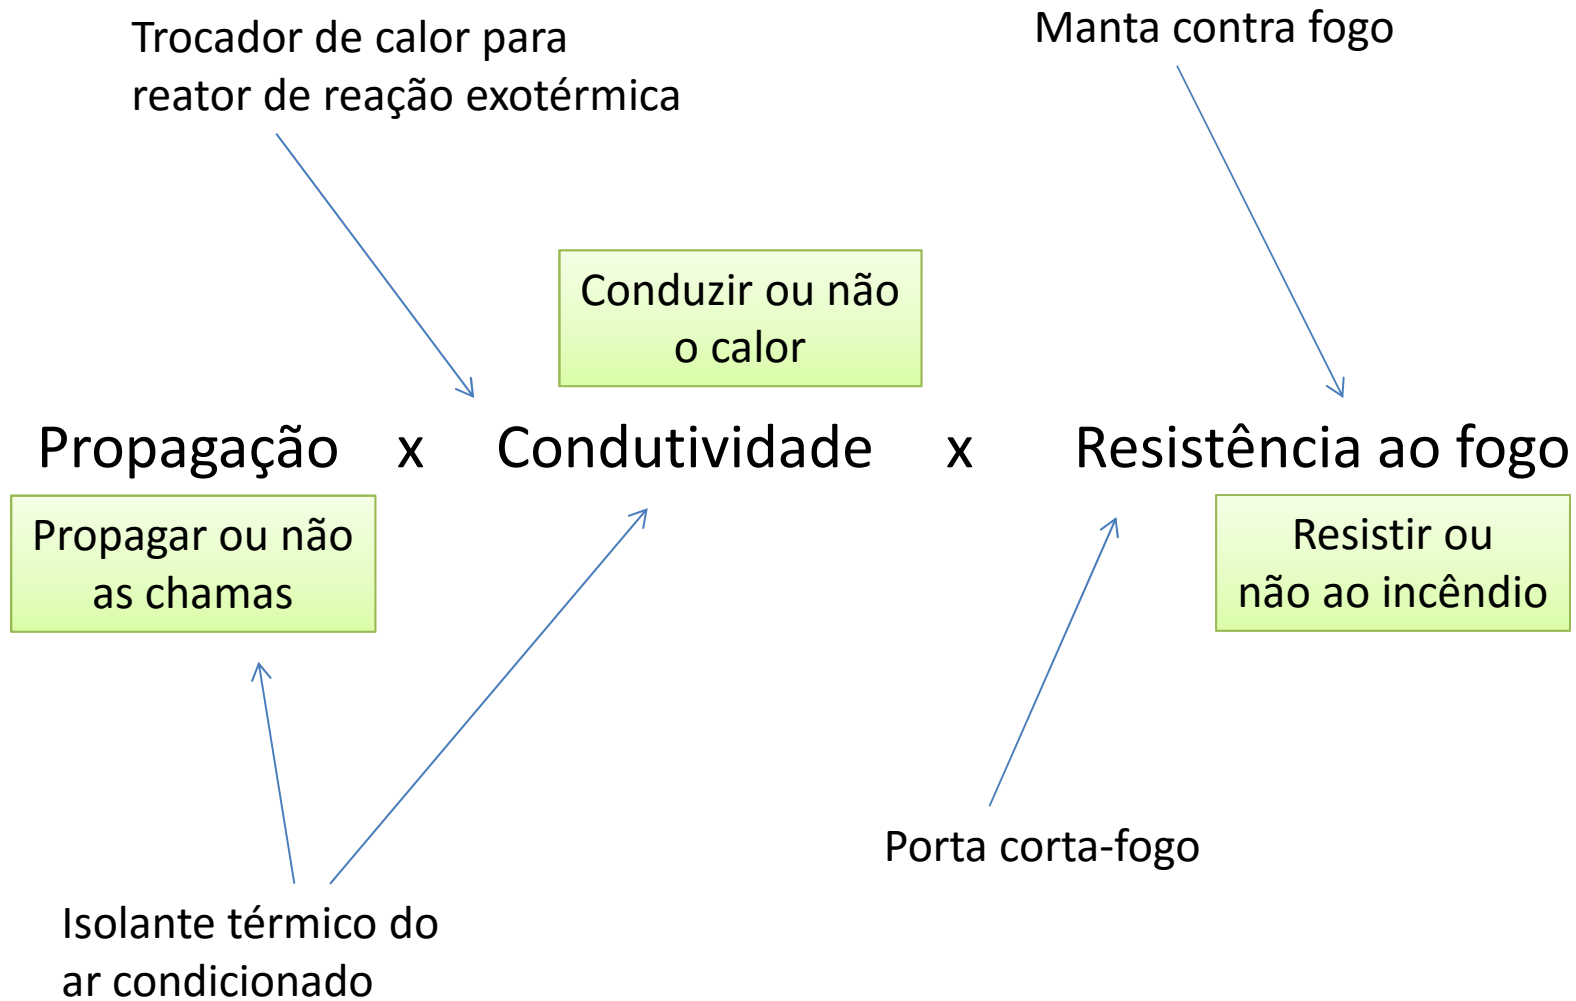 Trocador de calor para
reator de reação exotérmica
Manta contra fogo
Conduzir ou não
o calor
Propagação x Condutividade x Resistência ao fogo
Propagar ou não
as chamas
Resistir ou
não ao incêndio
Porta corta-fogo
Isolante térmico do
ar condicionado